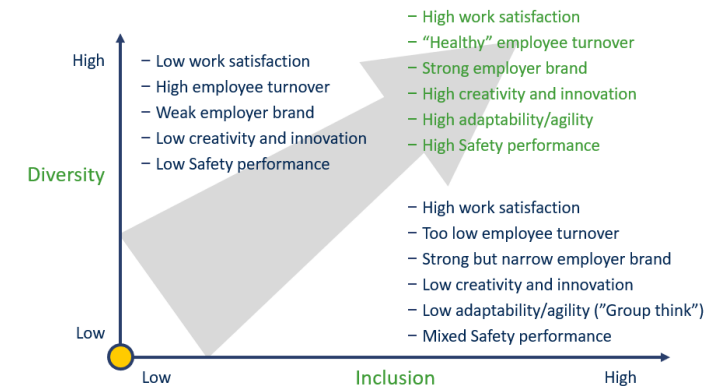 High
– Low work satisfaction
– High employee turnover
– Weak employer brand
– Low creativity and innovation
– Low Safety performance
– High work satisfaction
– “Healthy” employee turnover
– Strong employer brand
– High creativity and innovation
– High adaptability/agility
– High Safety performance
Diversity
– High work satisfaction
– Too low employee turnover
– Strong but narrow employer brand
– Low creativity and innovation
– Low adaptability/agility (”Group think”)
– Mixed Safety performance
Low
Low
Inclusion
High